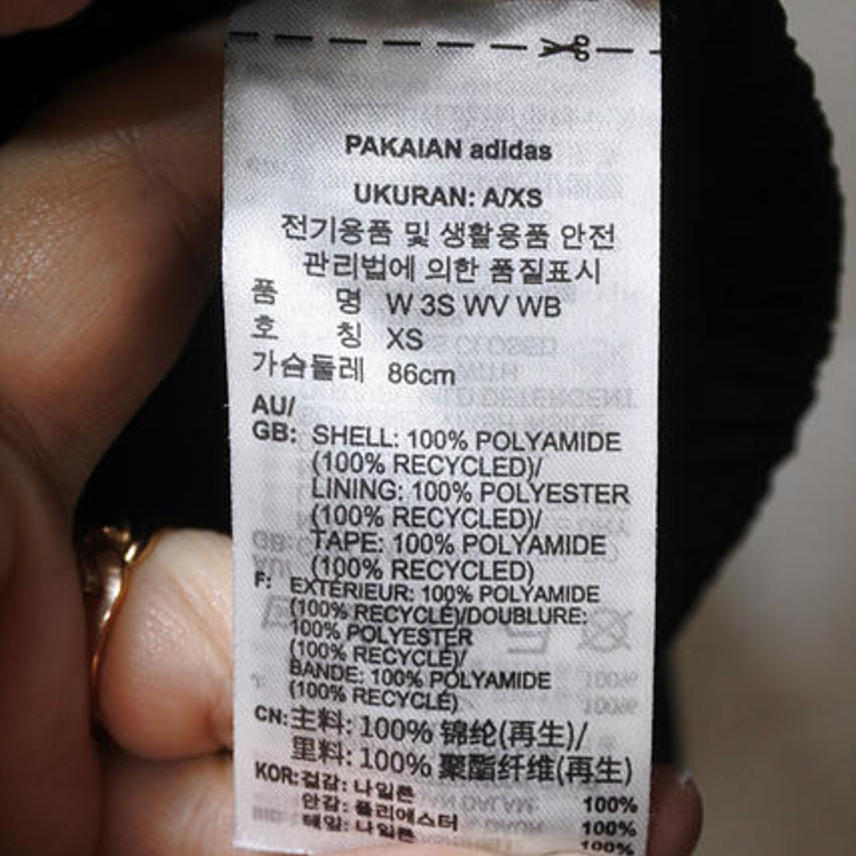 PAKAIAN adidas
UKURAN: A/XS
전기용품 및 생활용품 안전
관리법에 의한 품질표시
품 명 W 3S WV WB
호 칭 XS
가슴둘레 86cm
AU/
GB: SHELL: 100% POLYAMIDE
(100% RECYCLED)/
LINING: 100% POLYESTER
(100% RECYCLED)/
TAPE: 100% POLYAMIDE
(100% RECYCLED)
F: EXTÉRIEUR: 100% POLYAMIDE
(100% RECYCLÉ)/DOUBLURE:
100% POLYESTER
(100% RECYCLÉ)/
BANDE: 100% POLYAMIDE
(100% RECYCLÉ)
CN: 主料: 100% 锦纶(再生)/
里料: 100% 聚酯纤维(再生)
KOR: 겉감: 나일론 100%
안감: 폴리에스터 100%
테잎: 나일론 100%